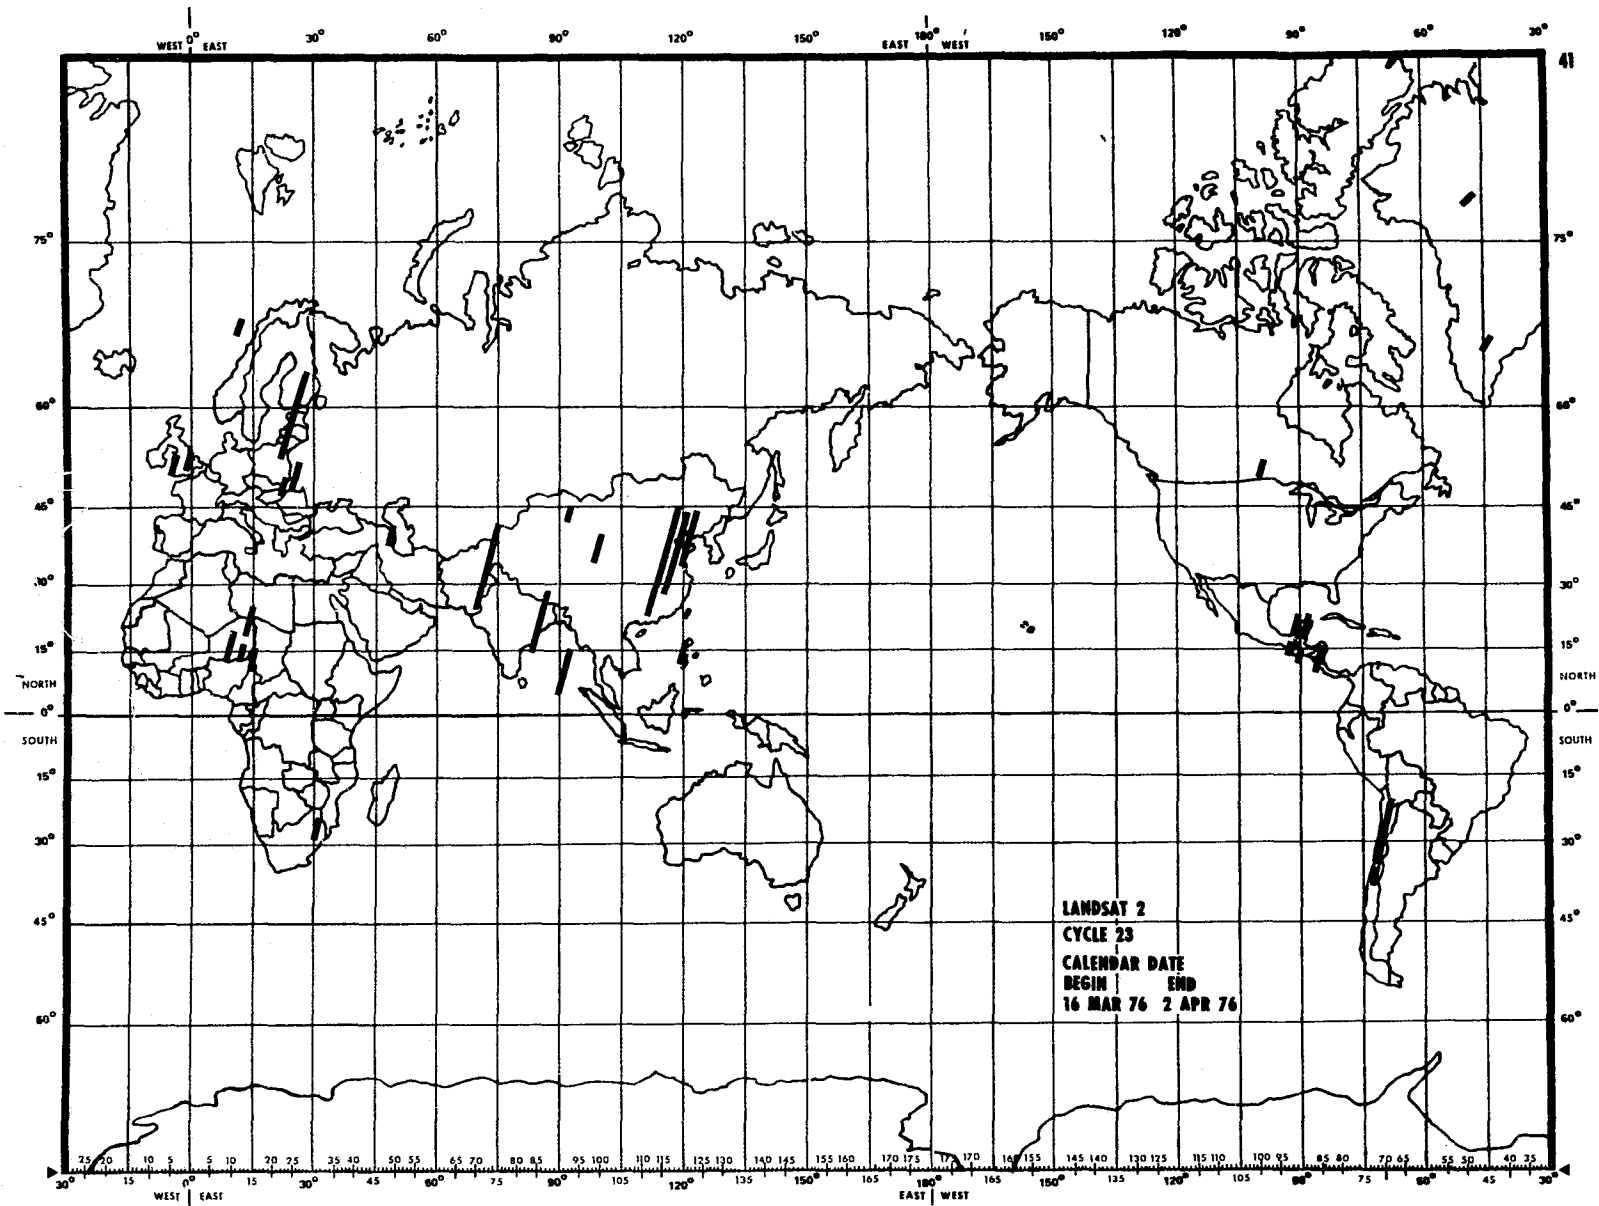 WEST 0° EAST 30° 60° 90° 120° 150° EAST 180° WEST 150° 120° 90° 60° 30°
41
75° 75°
60° 60°
45° 45°
30° 30°
15° 15°
NORTH NORTH
0° 0°
SOUTH SOUTH
15° 15°
30° 30°
LANDSAT 2
45° 45°
CYCLE 23
CALENDAR DATE
BEGIN END
16 MAR 76 2 APR 76
60° 60°
25 20 10 5 5 10 20 25 35 40 50 55 65 70 80 85 95 100 110 115 125 130 140 145 155 160 170 175 170 155 145 140 130 125 115 110 100 95 85 80 70 65 55 50 40 35
30° 15 0° 15 30° 45 60° 75 90° 105 120° 135 150° 165 180° 165 150° 135 120° 105 90° 75 60° 45 30°
WEST EAST EAST WEST